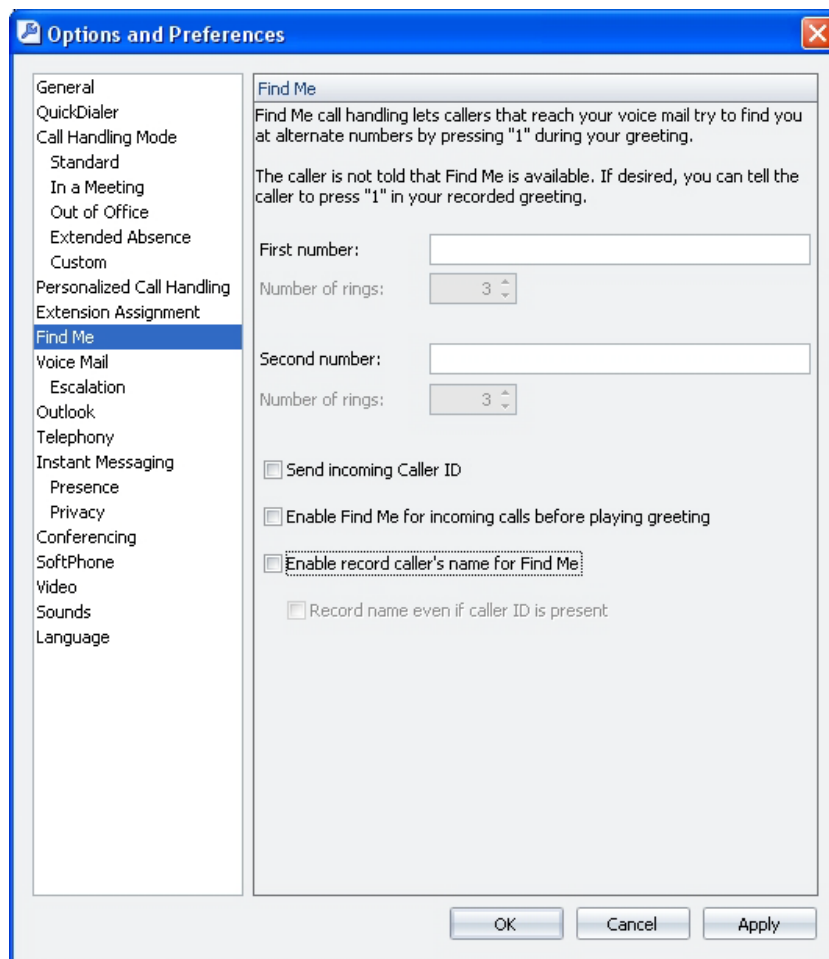 Options and Preferences
General
QuickDialer
Call Handling Mode
Standard
In a Meeting
Out of Office
Extended Absence
Custom
Personalized Call Handling
Extension Assignment
Find Me
Voice Mail
Escalation
Outlook
Telephony
Instant Messaging
Presence
Privacy
Conferencing
SoftPhone
Video
Sounds
Language
Find Me
Find Me call handling lets callers that reach your voice mail try to find you
at alternate numbers by pressing "1" during your greeting.
The caller is not told that Find Me is available. If desired, you can tell the
caller to press "1" in your recorded greeting.
First number:
Number of rings: 3
Second number:
Number of rings: 3
Send incoming Caller ID
Enable Find Me for incoming calls before playing greeting
Enable record caller's name for Find Me
Record name even if caller ID is present
OK Cancel Apply